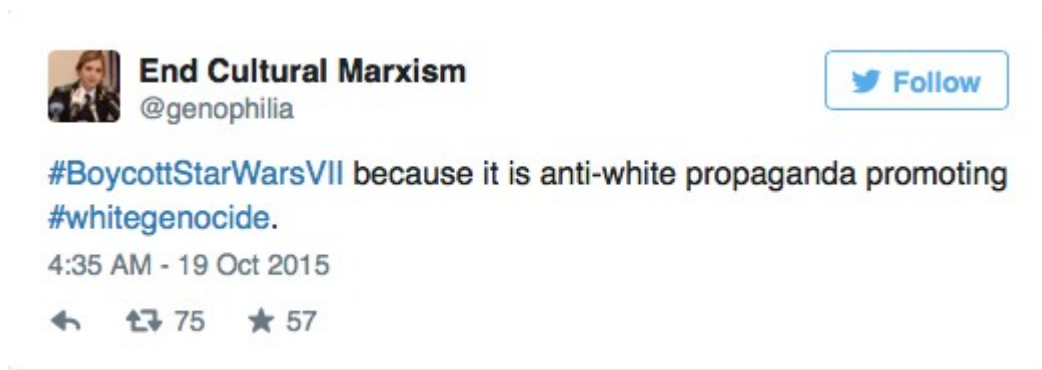 End Cultural Marxism
@genophilia
Follow
#BoycottStarWarsVII because it is anti-white propaganda promoting
#whitegenocide.
4:35 AM - 19 Oct 2015
75 57